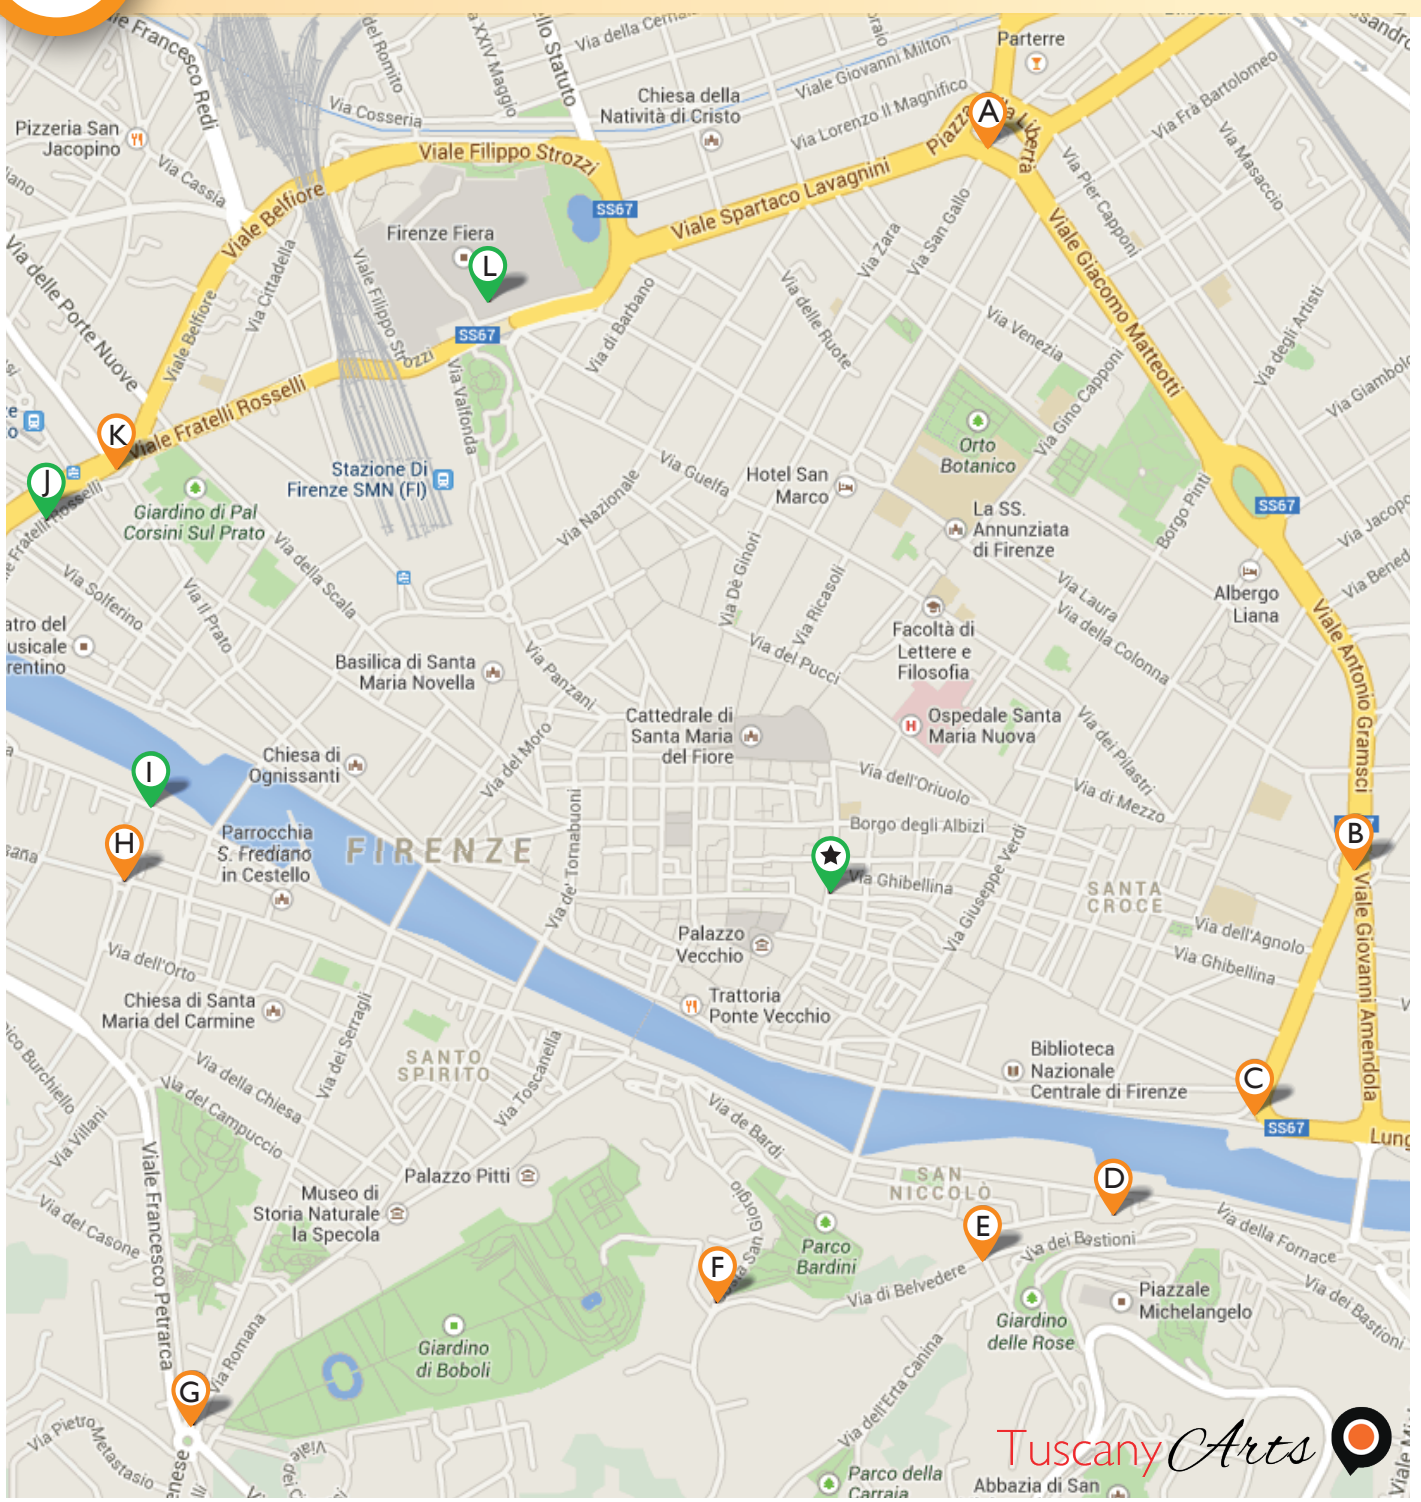 Viale Francesco Redi
del Romito
XXIV Maggio
llo Statuto
Via della Cernaia
Viale Giovanni Milton
Parterre
Via Cosseria
Chiesa della
Natività di Cristo
Via Lorenzo Il Magnifico
Via Frà Bartolomeo
Pizzeria San
Jacopino
Via Cassia
Viale Filippo Strozzi
A
Via Masaccio
Viale Belfiore
SS67
Viale Spartaco Lavagnini
Via Pier Capponi
Firenze Fiera
L
Via Cittadella
Viale Filippo Strozzi
Via San Gallo
Via Zara
Viale Giacomo Matteotti
Via delle Porte Nuove
Viale Belfiore
SS67
Via di Barbano
Via delle Ruote
Via Venezia
Via degli Artisti
Via Valfonda
Via Gino Capponi
Viale Fratelli Rosselli
K
J
Orto
Botanico
Stazione Di
Firenze SMN (FI)
Via Guelfa
Hotel San
Marco
Via Nazionale
La SS.
Annunziata
di Firenze
Borgo Pinti
SS67
Giardino di Pal
Corsini Sul Prato
Via della Scala
Via Solferino
Via Il Prato
Via Dè Ginori
Via Ricasoli
Via Laura
Via della Colonna
Albergo
Liana
Facoltà di
Lettere e
Filosofia
Viale Antonio Gramsci
atro del
usicale
rentino
Basilica di Santa
Maria Novella
Via Panzani
Via del Pucci
Cattedrale di
Santa Maria
del Fiore
H
Ospedale Santa
Maria Nuova
Via dei Pilastri
Chiesa di
Ognissanti
Via del Moro
I
Via dell'Oriuolo
Via di Mezzo
H
Parrocchia
S. Frediano
in Cestello
FIRENZE
Via de' Tornabuoni
Borgo degli Albizi
Via Giuseppe Verdi
B
Via Ghibellina
SANTA
CROCE
Viale Giovanni Amendola
Palazzo
Vecchio
Via dell'Agnolo
Via Ghibellina
Via dell'Orto
Chiesa di Santa
Maria del Carmine
Via dei Serragli
Trattoria
Ponte Vecchio
SANTO
SPIRITO
Via Toscanella
Biblioteca
Nazionale
Centrale di Firenze
C
SS67
Lung
Via della Chiesa
Via del Campuccio
Via Villani
Via de Bardi
Viale Francesco Petrarca
Palazzo Pitti
SAN
NICCOLÒ
D
Museo di
Storia Naturale
la Specola
Via del Casone
E
F
Parco
Bardini
Via dei Bastioni
Via della Fornace
Via di Belvedere
Piazzale
Michelangelo
Via dei Bastioni
Giardino
delle Rose
Giardino
di Boboli
Via Romana
G
Via dell'Erta Canina
Via Pietro Metastasio
Parco della
Carraia
Abbazia di San
Tuscany Arts